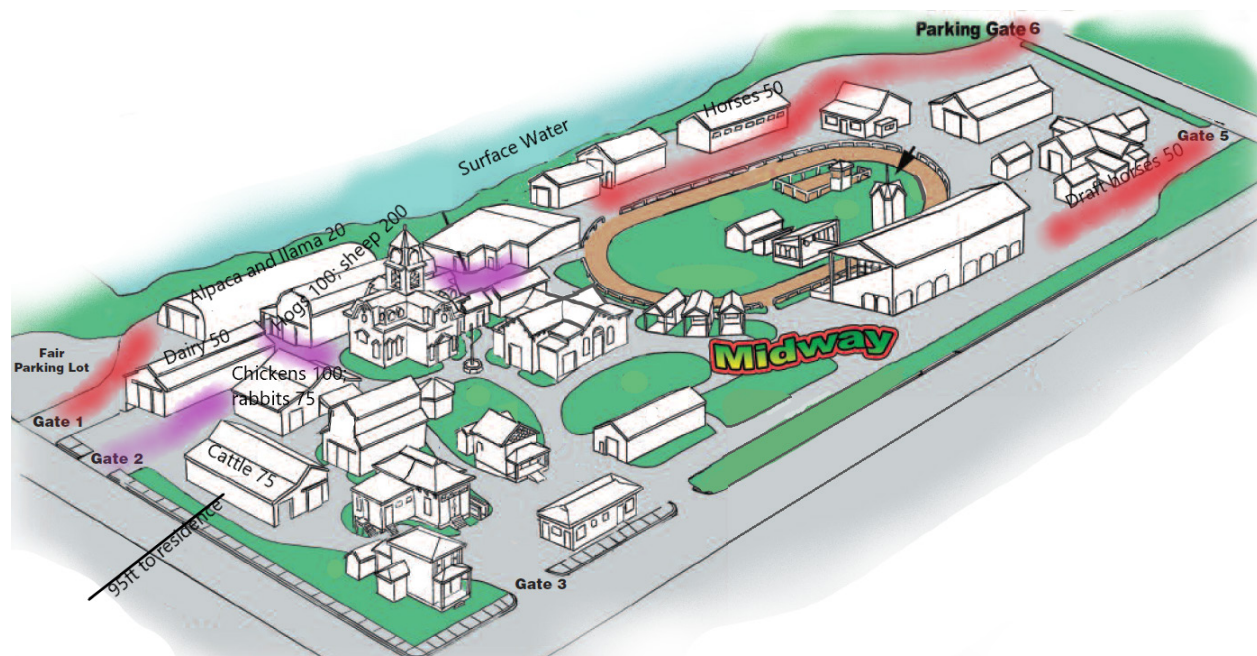 Parking Gate 6
Horses 50
Surface Water
Gate 5
Draft horses 50
Alpaca and llama 20
Hogs 100; sheep 200
Midway
Dairy 50
Fair
Parking Lot
Chickens 100;
rabbits 75
Gate 1
Gate 2
Cattle 75
95ft to residence
Gate 3